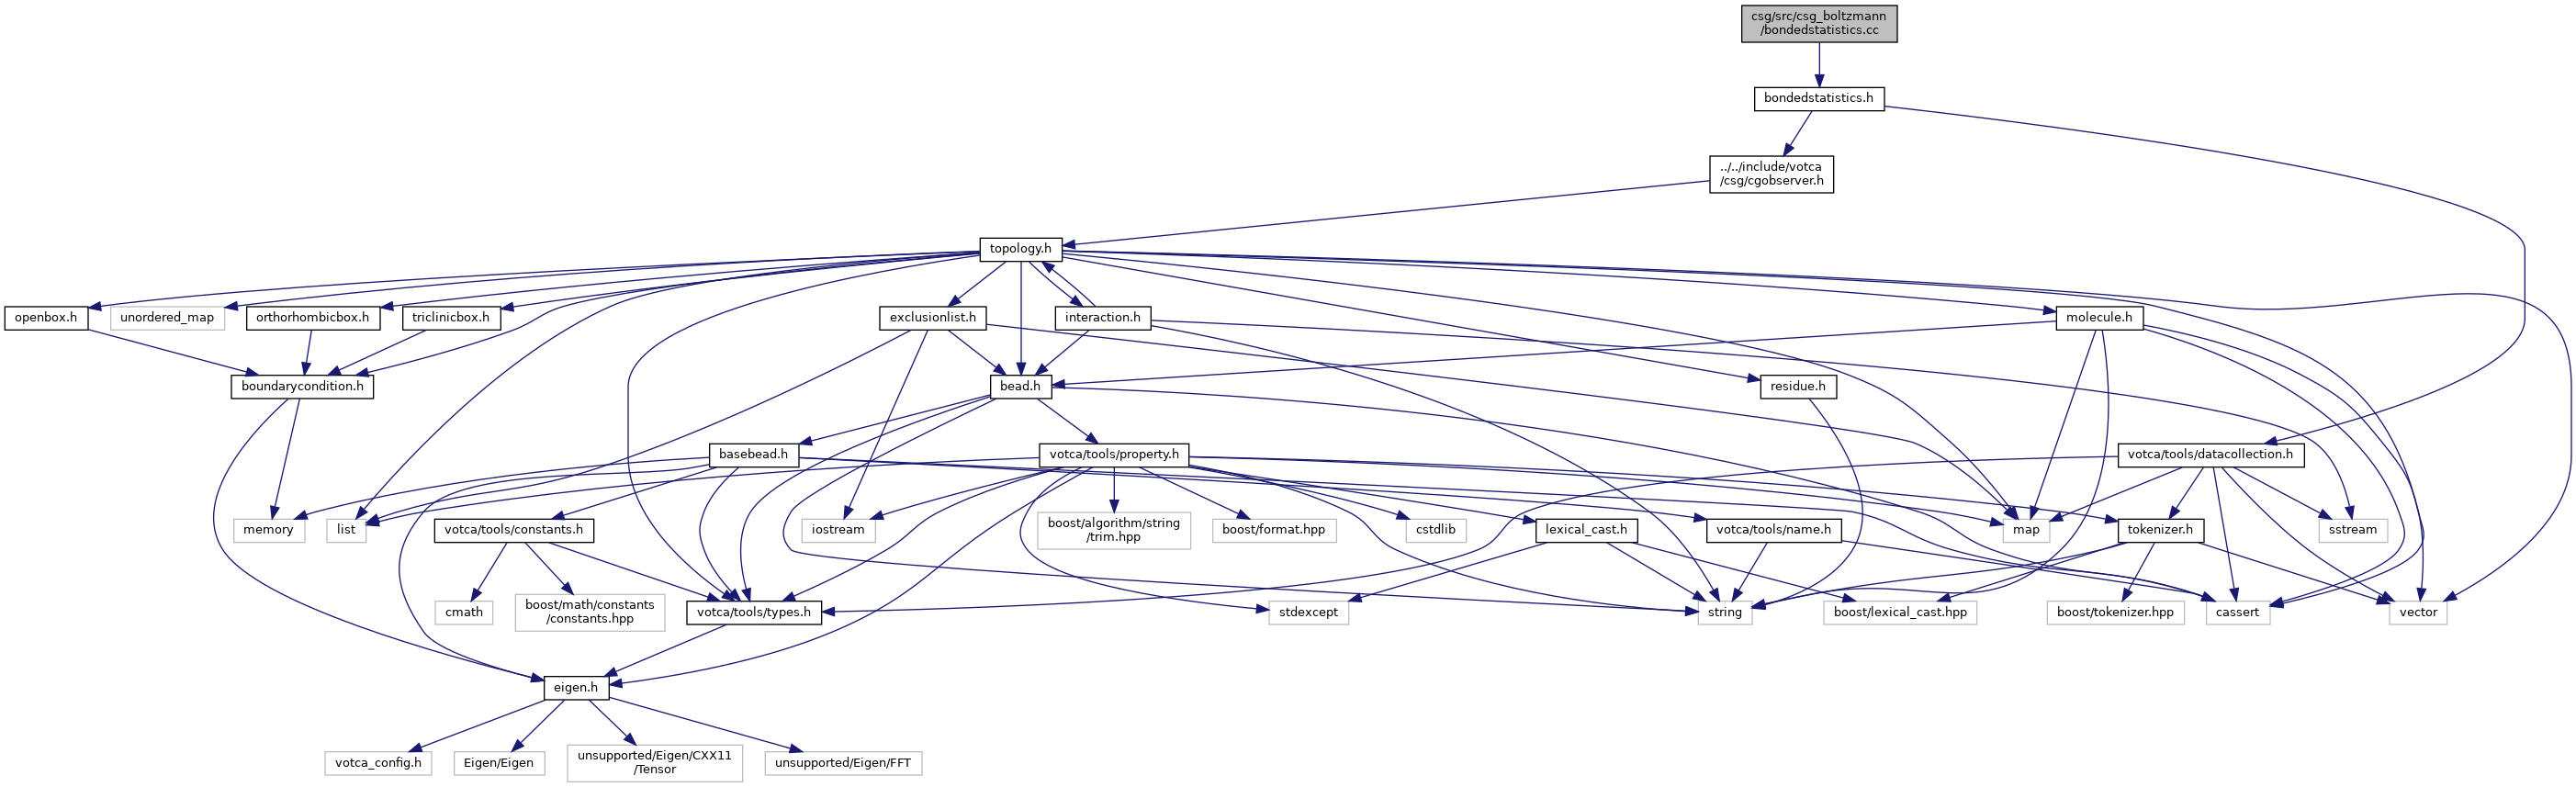 csg/src/csg_boltzmann
/bondedstatistics.cc
bondedstatistics.h
../../include/votca
/csg/cgobserver.h
topology.h
openbox.h
unordered_map
orthorhombicbox.h
triclinicbox.h
exclusionlist.h
interaction.h
molecule.h
boundarycondition.h
bead.h
residue.h
basebead.h
votca/tools/property.h
votca/tools/datacollection.h
memory
list
votca/tools/constants.h
iostream
boost/algorithm/string
/trim.hpp
boost/format.hpp
cstdlib
lexical_cast.h
votca/tools/name.h
map
tokenizer.h
sstream
cmath
boost/math/constants
/constants.hpp
votca/tools/types.h
stdexcept
string
boost/lexical_cast.hpp
boost/tokenizer.hpp
cassert
vector
eigen.h
votca_config.h
Eigen/Eigen
unsupported/Eigen/CXX11
/Tensor
unsupported/Eigen/FFT